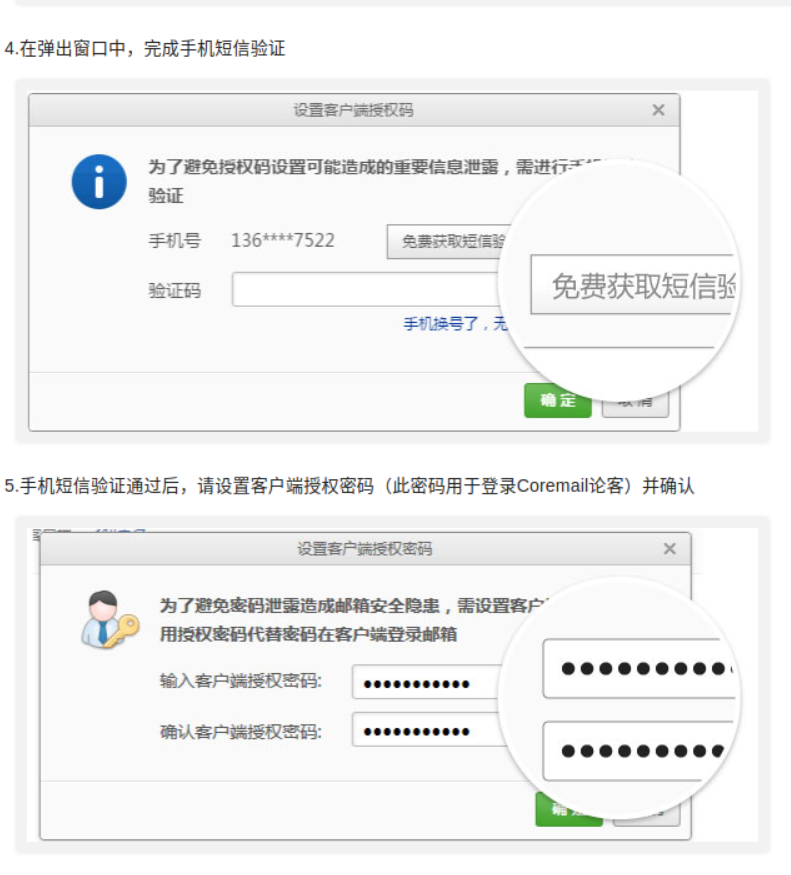 4.在弹出窗口中，完成手机短信验证
设置客户端授权码
为了避免授权码设置可能造成的重要信息泄露，需进行手机
验证
手机号 136****7522 免费获取短信验
免费获取短信验
验证码
手机换号了，无
确定 取消
5.手机短信验证通过后，请设置客户端授权密码（此密码用于登录Coremail论客）并确认
设置客户端授权密码
为了避免密码泄露造成邮箱安全隐患，需设置客户
用授权密码代替密码在客户端登录邮箱
输入客户端授权密码: ●●●●●●●●●●●
确认客户端授权密码: ●●●●●●●●●●●